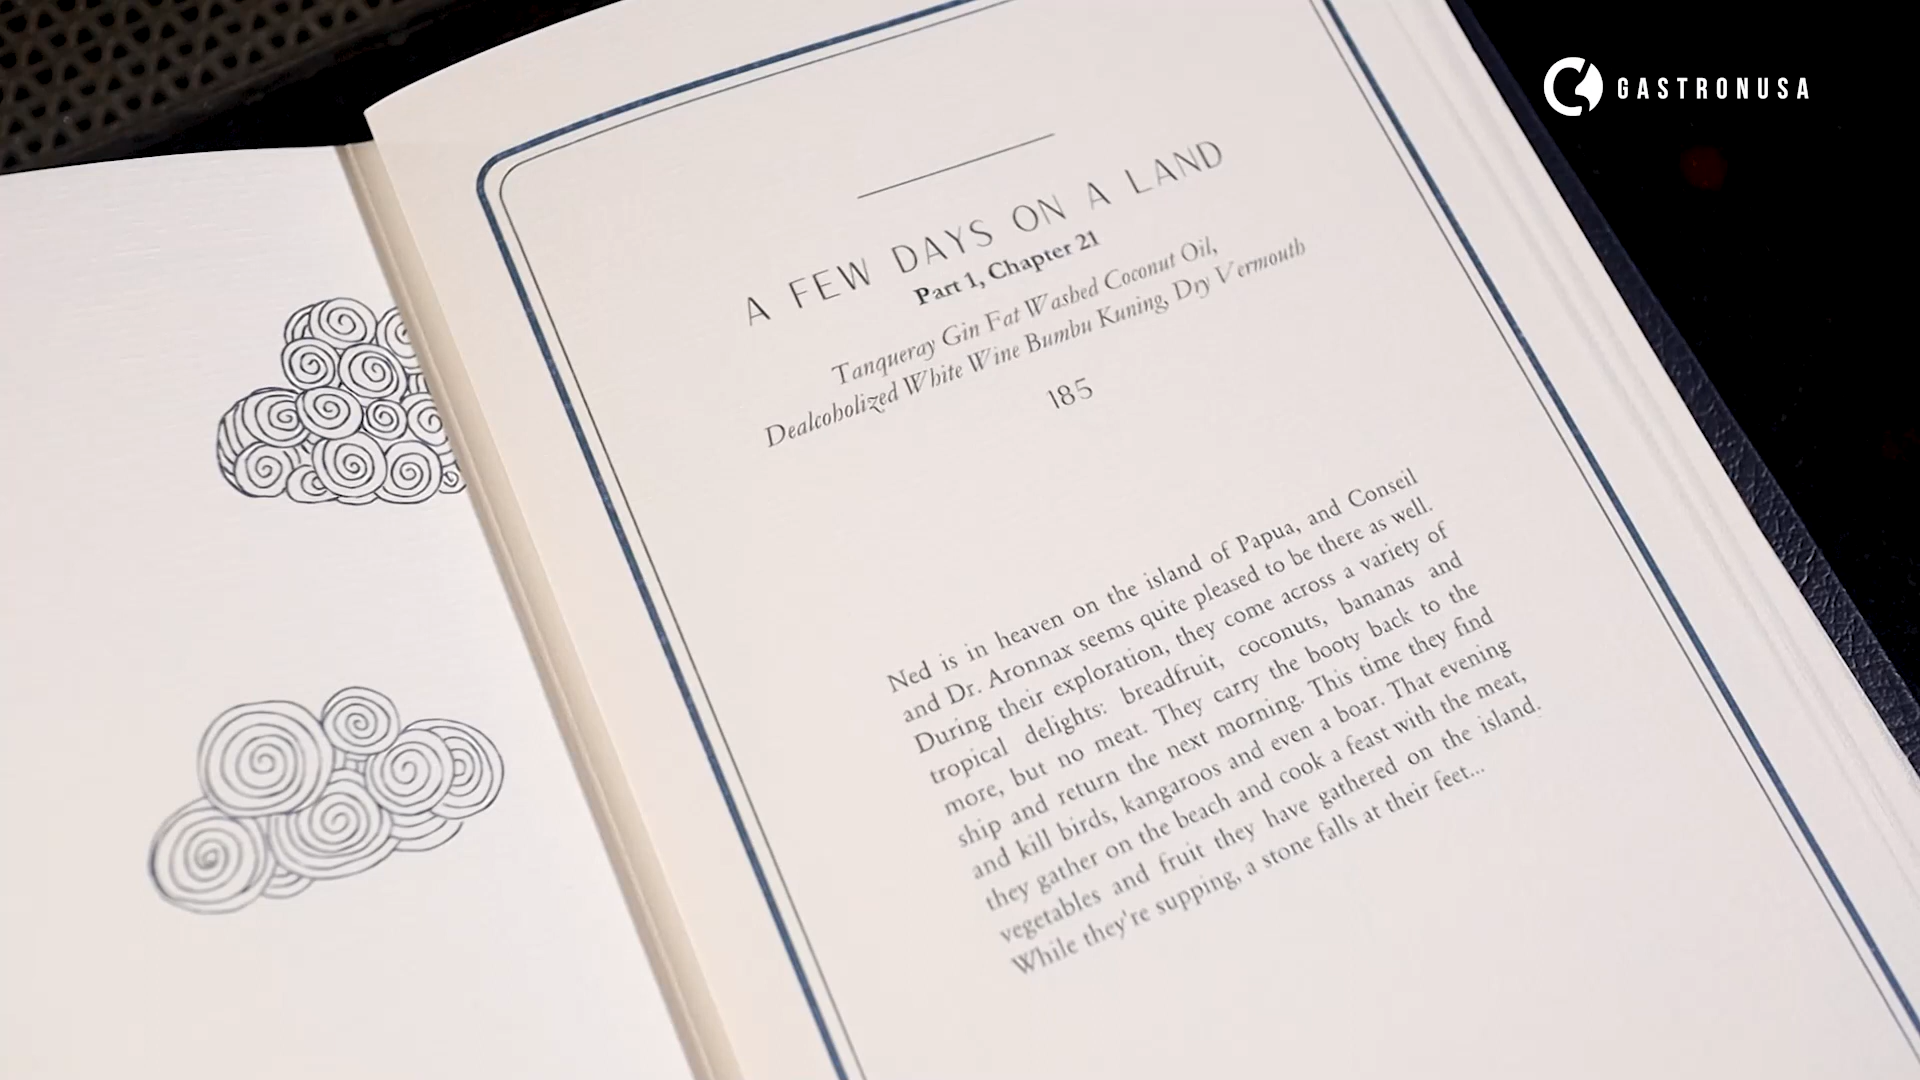 GASTRONUSA
A FEW DAYS ON A LAND
Part 1, Chapter 21
Tanqueray Gin Fat Washed Coconut Oil,
Dealcoholized White Wine Bumbu Kuning, Dry Vermouth
185
Ned is in heaven on the island of Papua, and Conseil
and Dr. Aronnax seems quite pleased to be there as well.
During their exploration, they come across a variety of
tropical delights: breadfruit, coconuts, bananas and
more, but no meat. They carry the booty back to the
ship and return the next morning. This time they find
and kill birds, kangaroos and even a boar. That evening
they gather on the beach and cook a feast with the meat,
vegetables and fruit they have gathered on the island.
While they're supping, a stone falls at their feet...